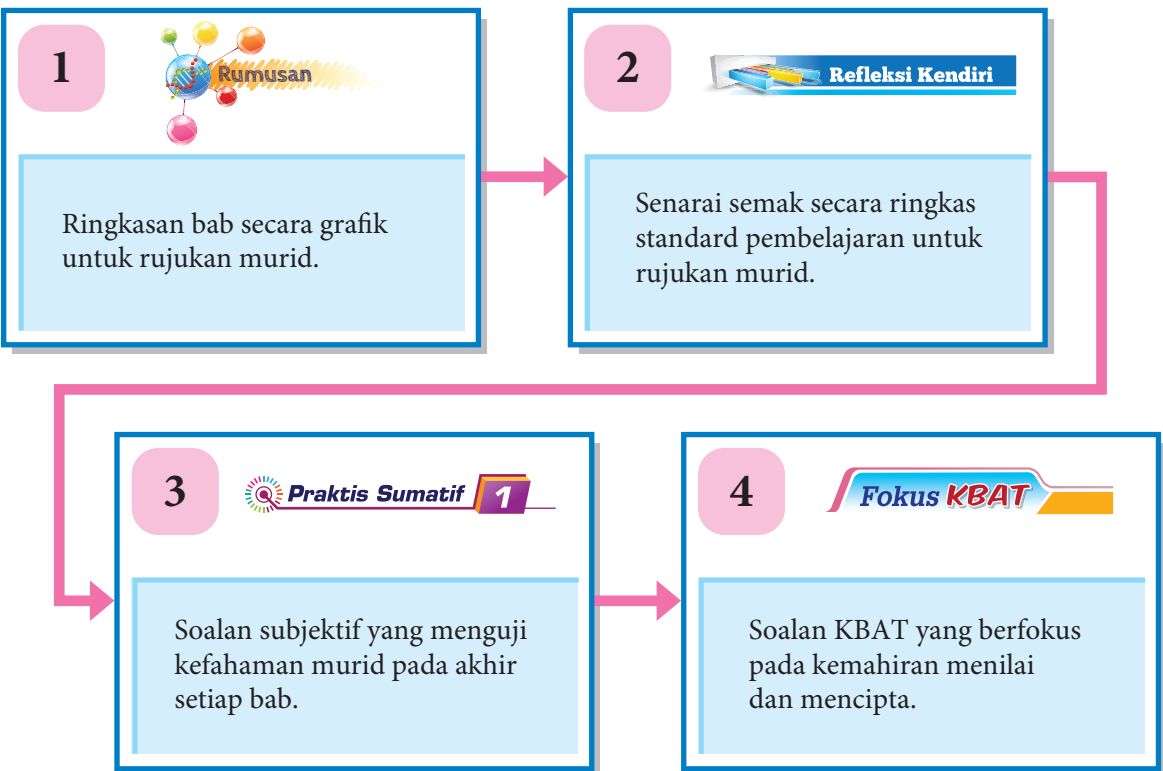 1
Rumusan
Ringkasan bab secara grafik
untuk rujukan murid.
2
Refleksi Kendiri
Senarai semak secara ringkas
standard pembelajaran untuk
rujukan murid.
3
Praktis Sumatif 1
Soalan subjektif yang menguji
kefahaman murid pada akhir
setiap bab.
4
Fokus KBAT
Soalan KBAT yang berfokus
pada kemahiran menilai
dan mencipta.